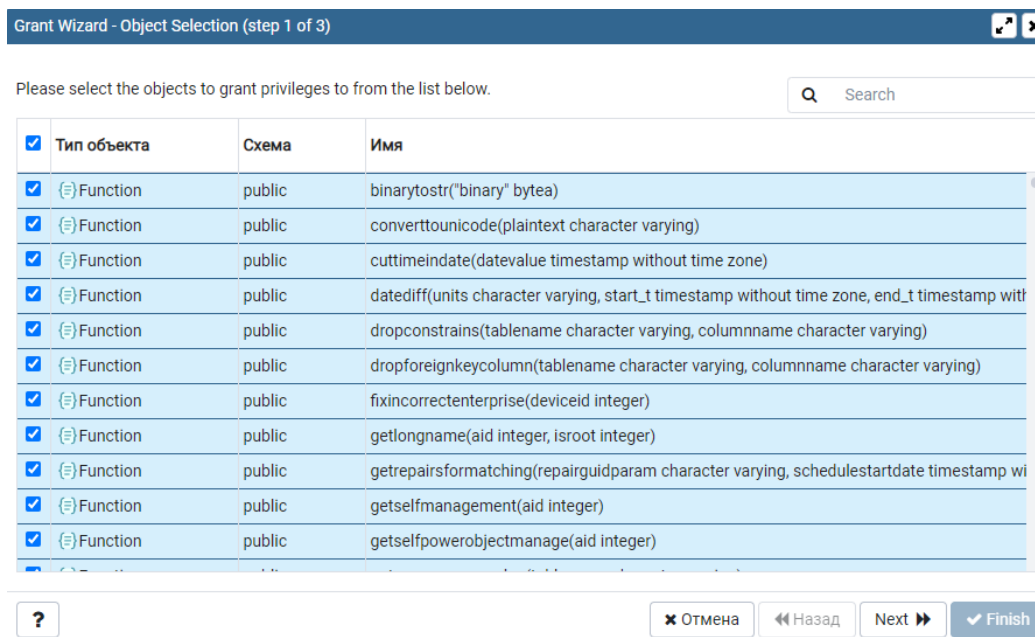 Grant Wizard - Object Selection (step 1 of 3)
Please select the objects to grant privileges to from the list below.
Search
Тип объекта Схема Имя
Function public binarytostr("binary" bytea)
Function public converttounicode(plaintext character varying)
Function public cuttimeindate(datevalue timestamp without time zone)
Function public datediff(units character varying, start_t timestamp without time zone, end_t timestamp with
Function public dropconstrains(tablename character varying, columnname character varying)
Function public dropforeignkeycolumn(tablename character varying, columnname character varying)
Function public fixincorrectenterprise(deviceid integer)
Function public getlongname(aid integer, isroot integer)
Function public getrepairsformatching(repairguidparam character varying, schedulestartdate timestamp wi
Function public getselfmanagement(aid integer)
Function public getselfpowerobjectmanage(aid integer)
? Отмена Назад Next Finish